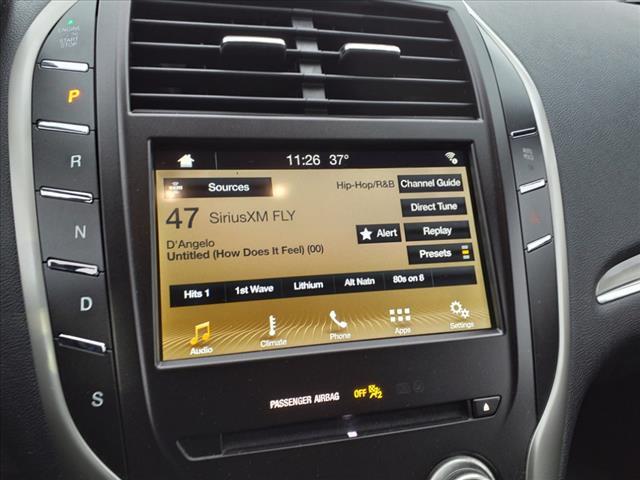 ENGINE
START
STOP
P
R
N
D
S
11:26 37°
Sources
Hip-Hop/R&B
Channel Guide
47 SiriusXM FLY
Direct Tune
D'Angelo
Alert
Replay
Untitled (How Does It Feel) (00)
Presets
Hits 1 1st Wave Lithium Alt Natn 80s on 8
Audio Climate Phone Apps Settings
PASSENGER AIRBAG OFF